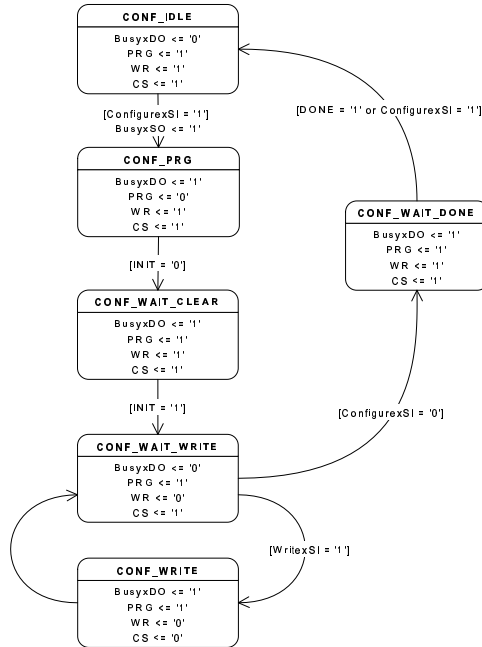 CONF_IDLE
BusyxDO <= '0'
PRG <= '1'
WR <= '1'
CS <= '1'
[ConfigurexSI = '1']
BusyxSO <= '1'
[DONE = '1' or ConfigurexSI = '1']
CONF_PRG
BusyxDO <= '1'
PRG <= '0'
WR <= '1'
CS <= '1'
CONF_WAIT_DONE
BusyxDO <= '1'
PRG <= '1'
WR <= '1'
CS <= '1'
[INIT = '0']
CONF_WAIT_CLEAR
BusyxDO <= '1'
PRG <= '1'
WR <= '1'
CS <= '1'
[INIT = '1']
[ConfigurexSI = '0']
CONF_WAIT_WRITE
BusyxDO <= '0'
PRG <= '1'
WR <= '0'
CS <= '1'
[WritexSI = '1']
CONF_WRITE
BusyxDO <= '1'
PRG <= '1'
WR <= '0'
CS <= '0'